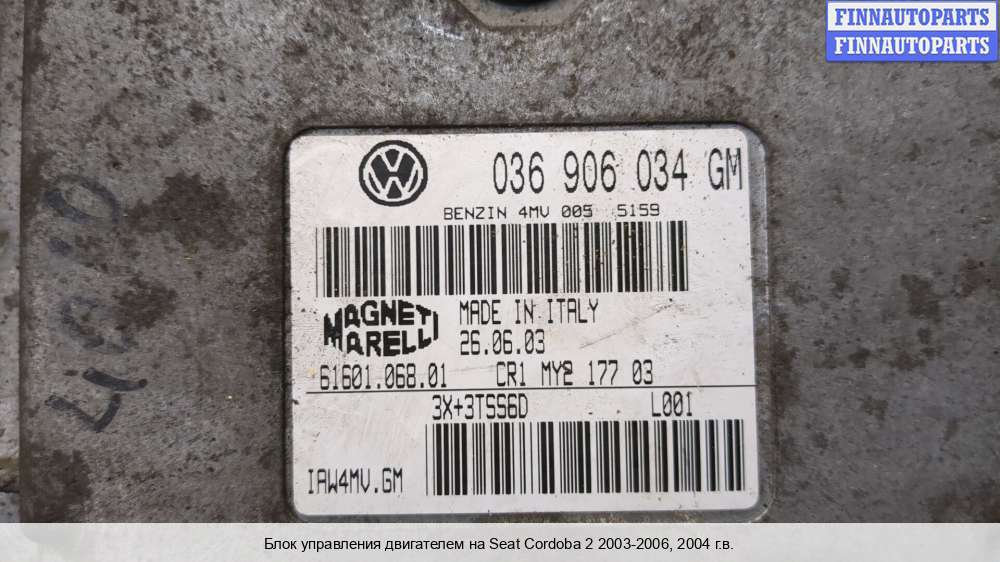 FINNAUTOPARTS
FINNAUTOPARTS
036 906 034 GM
BENZIN 4MV 005 5159
MAGNETI
MARELLI
MADE IN ITALY
26.06.03
61601.068.01 CR1 MY2 177 03
3X+3TSS6D L001
IAW4MV.GM
Блок управления двигателем на Seat Cordoba 2 2003-2006, 2004 г.в.